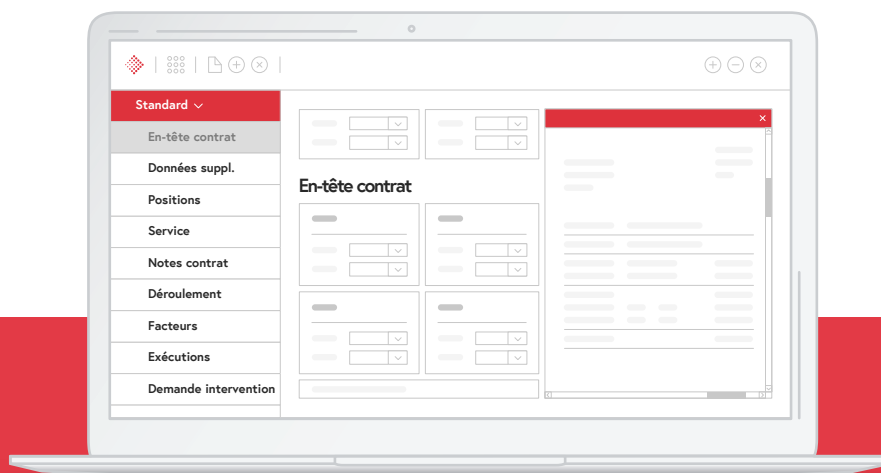 Standard
En-tête contrat
Données suppl.
Positions
Service
Notes contrat
Déroulement
Facteurs
Exécutions
Demande intervention
En-tête contrat